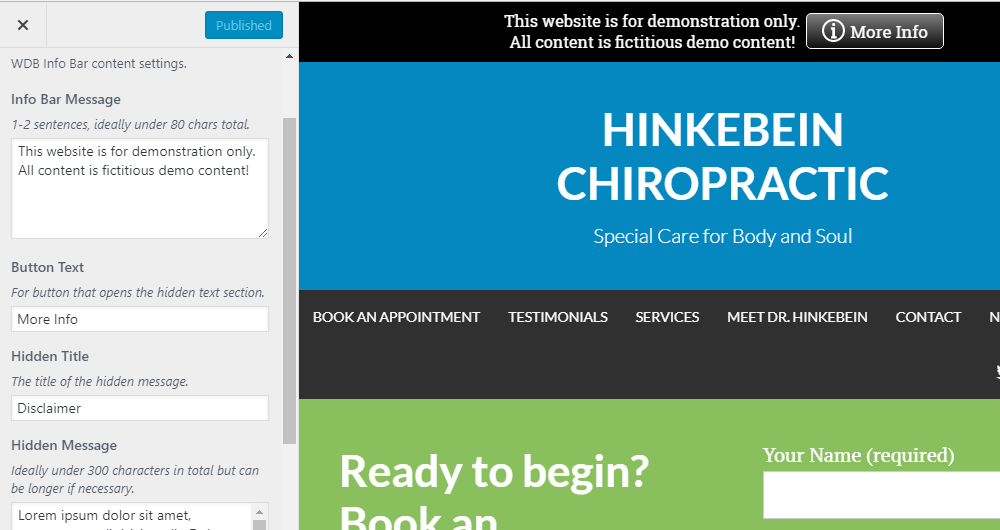 Published
WDB Info Bar content settings.
Info Bar Message
1-2 sentences, ideally under 80 chars total.
This website is for demonstration only.
All content is fictitious demo content!
Button Text
For button that opens the hidden text section.
More Info
Hidden Title
The title of the hidden message.
Disclaimer
Hidden Message
Ideally under 300 characters in total but can
be longer if necessary.
Lorem ipsum dolor sit amet,
This website is for demonstration only.
All content is fictitious demo content!
More Info
HINKEBEIN
CHIROPRACTIC
Special Care for Body and Soul
BOOK AN APPOINTMENT TESTIMONIALS SERVICES MEET DR. HINKEBEIN CONTACT N
Ready to begin?
Book an
Your Name (required)